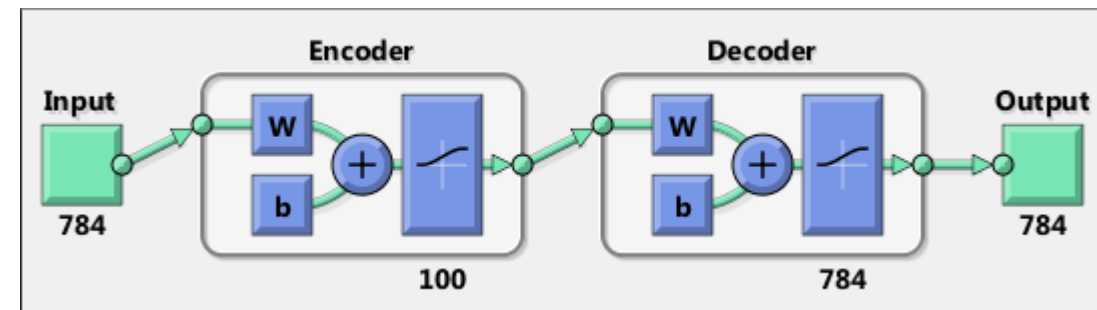 Encoder Decoder
Input Output
W W
b b
784 784
100 784